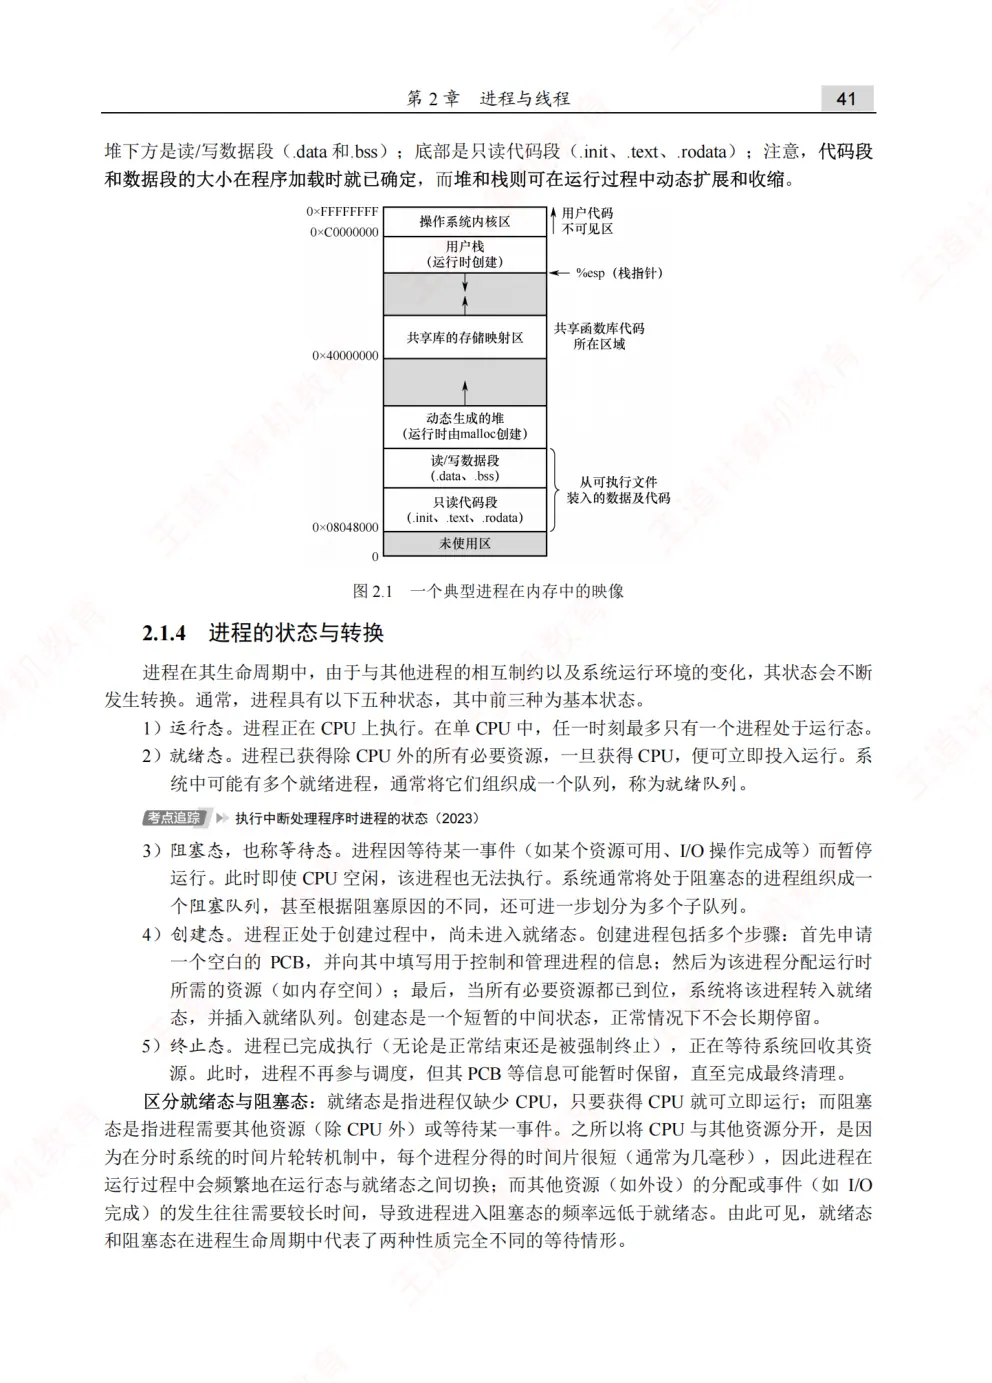 第 2 章　进程与线程
41
堆下方是读/写数据段（.data 和.bss）；底部是只读代码段（.init、.text、.rodata）；注意，代码段
和数据段的大小在程序加载时就已确定，而堆和栈则可在运行过程中动态扩展和收缩。
0×FFFFFFFF
操作系统内核区
用户代码
不可见区
0×C0000000
用户栈
（运行时创建）
%esp（栈指针）
共享库的存储映射区
共享函数库代码
所在区域
0×40000000
动态生成的堆
（运行时由malloc创建）
读/写数据段
（.data、.bss）
从可执行文件
装入的数据及代码
只读代码段
（.init、.text、.rodata）
0×08048000
未使用区
0
图 2.1　一个典型进程在内存中的映像
2.1.4　进程的状态与转换
进程在其生命周期中，由于与其他进程的相互制约以及系统运行环境的变化，其状态会不断
发生转换。通常，进程具有以下五种状态，其中前三种为基本状态。
1）运行态。进程正在 CPU 上执行。在单 CPU 中，任一时刻最多只有一个进程处于运行态。
2）就绪态。进程已获得除 CPU 外的所有必要资源，一旦获得 CPU，便可立即投入运行。系
统中可能有多个就绪进程，通常将它们组织成一个队列，称为就绪队列。
考点追踪 执行中断处理程序时进程的状态（2023）
3）阻塞态，也称等待态。进程因等待某一事件（如某个资源可用、I/O 操作完成等）而暂停
运行。此时即使 CPU 空闲，该进程也无法执行。系统通常将处于阻塞态的进程组织成一
个阻塞队列，甚至根据阻塞原因的不同，还可进一步划分为多个子队列。
4）创建态。进程正处于创建过程中，尚未进入就绪态。创建进程包括多个步骤：首先申请
一个空白的 PCB，并向其中填写用于控制和管理进程的信息；然后为该进程分配运行时
所需的资源（如内存空间）；最后，当所有必要资源都已到位，系统将该进程转入就绪
态，并插入就绪队列。创建态是一个短暂的中间状态，正常情况下不会长期停留。
5）终止态。进程已完成执行（无论是正常结束还是被强制终止），正在等待系统回收其资
源。此时，进程不再参与调度，但其 PCB 等信息可能暂时保留，直至完成最终清理。
区分就绪态与阻塞态：就绪态是指进程仅缺少 CPU，只要获得 CPU 就可立即运行；而阻塞
态是指进程需要其他资源（除 CPU 外）或等待某一事件。之所以将 CPU 与其他资源分开，是因
为在分时系统的时间片轮转机制中，每个进程分得的时间片很短（通常为几毫秒），因此进程在
运行过程中会频繁地在运行态与就绪态之间切换；而其他资源（如外设）的分配或事件（如 I/O
完成）的发生往往需要较长时间，导致进程进入阻塞态的频率远低于就绪态。由此可见，就绪态
和阻塞态在进程生命周期中代表了两种性质完全不同的等待情形。
王道计算机教育
王道计算机教育